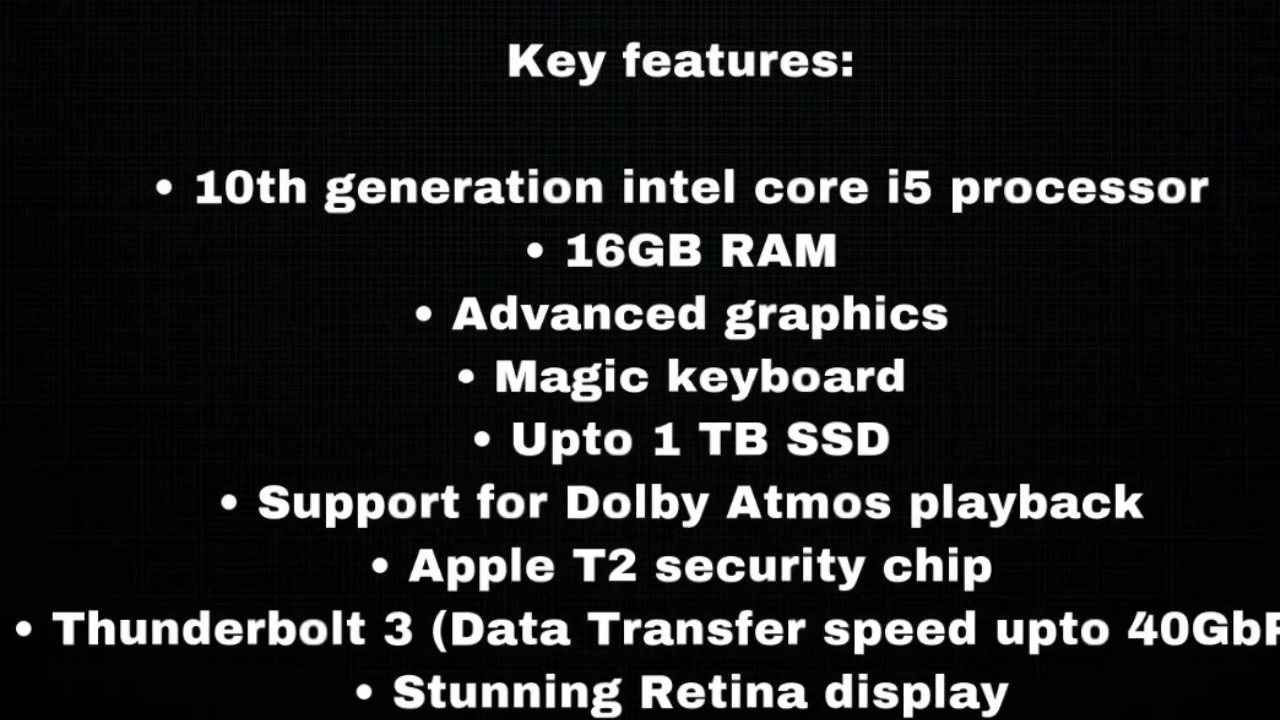 Key features:
• 10th generation intel core i5 processor
• 16GB RAM
• Advanced graphics
• Magic keyboard
• Upto 1 TB SSD
• Support for Dolby Atmos playback
• Apple T2 security chip
• Thunderbolt 3 (Data Transfer speed upto
• Stunning Retina display